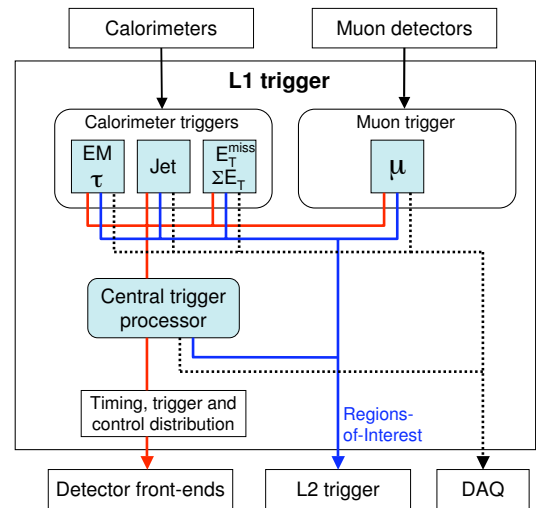 Calorimeters
Muon detectors
L1 trigger
Calorimeter triggers
Muon trigger
EM
τ
Jet
E_T^miss
ΣE_T
μ
Central trigger
processor
Timing, trigger and
control distribution
Regions-
of-Interest
Detector front-ends
L2 trigger
DAQ